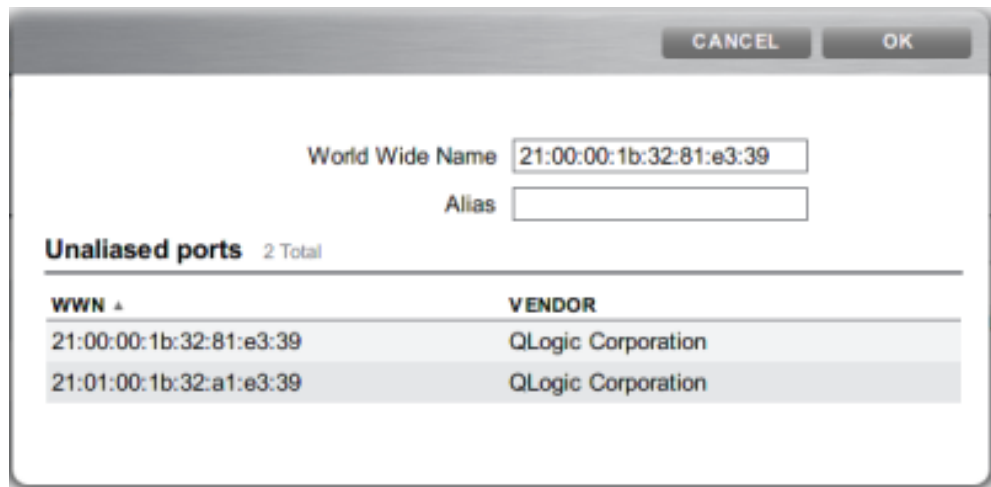 CANCEL OK
World Wide Name 21:00:00:1b:32:81:e3:39
Alias
Unaliased ports 2 Total
WWN ▲ VENDOR
21:00:00:1b:32:81:e3:39 QLogic Corporation
21:01:00:1b:32:a1:e3:39 QLogic Corporation